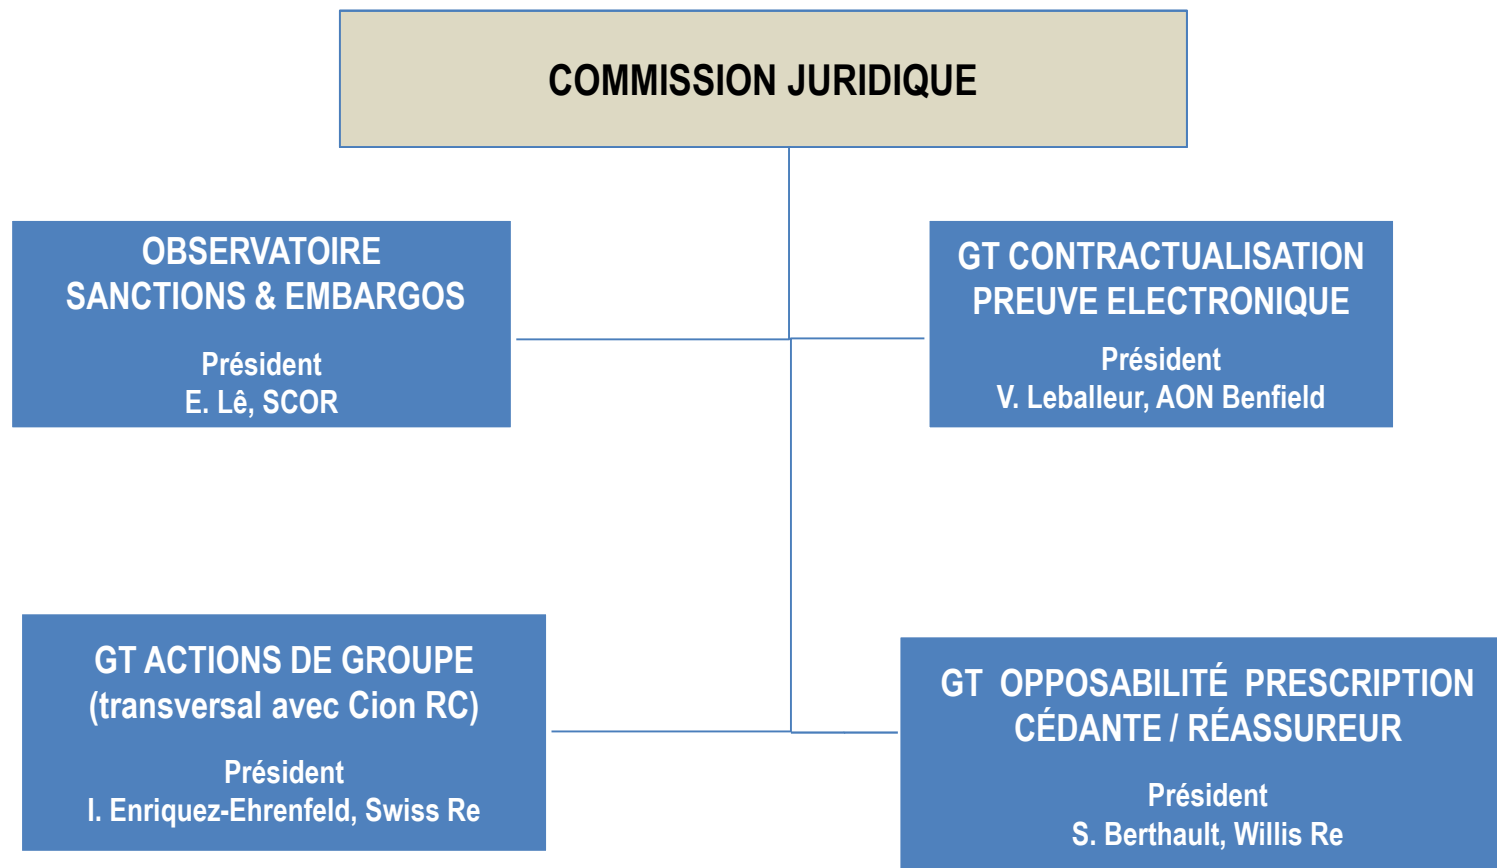 COMMISSION JURIDIQUE
OBSERVATOIRE
SANCTIONS & EMBARGOS
Président
E. Lê, SCOR
GT CONTRACTUALISATION
PREUVE ELECTRONIQUE
Président
V. Leballeur, AON Benfield
GT ACTIONS DE GROUPE
(transversal avec Cion RC)
Président
I. Enriquez-Ehrenfeld, Swiss Re
GT OPPOSABILITÉ PRESCRIPTION
CÉDANTE / RÉASSUREUR
Président
S. Berthault, Willis Re